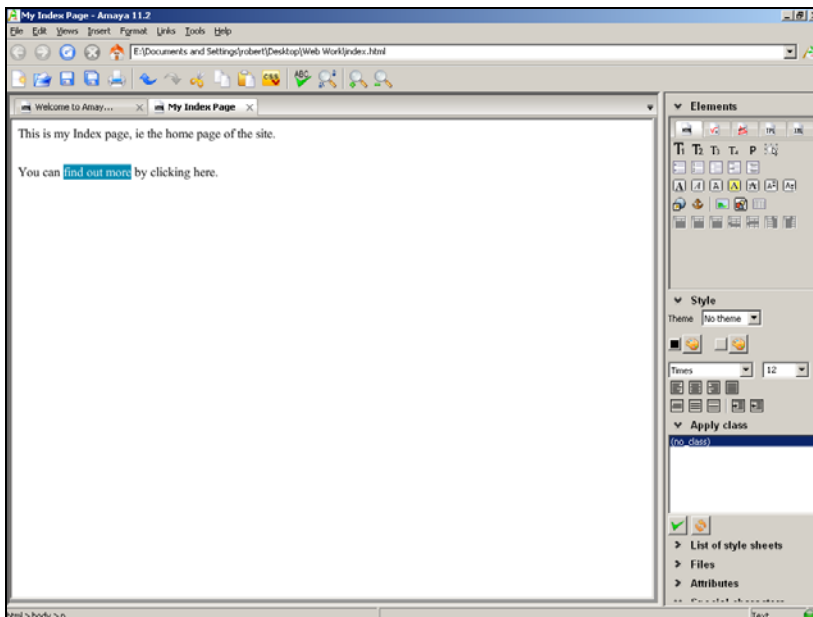 My Index Page - Amaya 11.2
File Edit Views Insert Format Links Tools Help
E:\Documents and Settings\robert\Desktop\Web Work\index.html
Welcome to Amay... My Index Page
Elements
This is my Index page, ie the home page of the site.
You can find out more by clicking here.
Style
Theme No theme
Times 12
Apply class
(no_class)
List of style sheets
Files
Attributes
html > body > p
Text